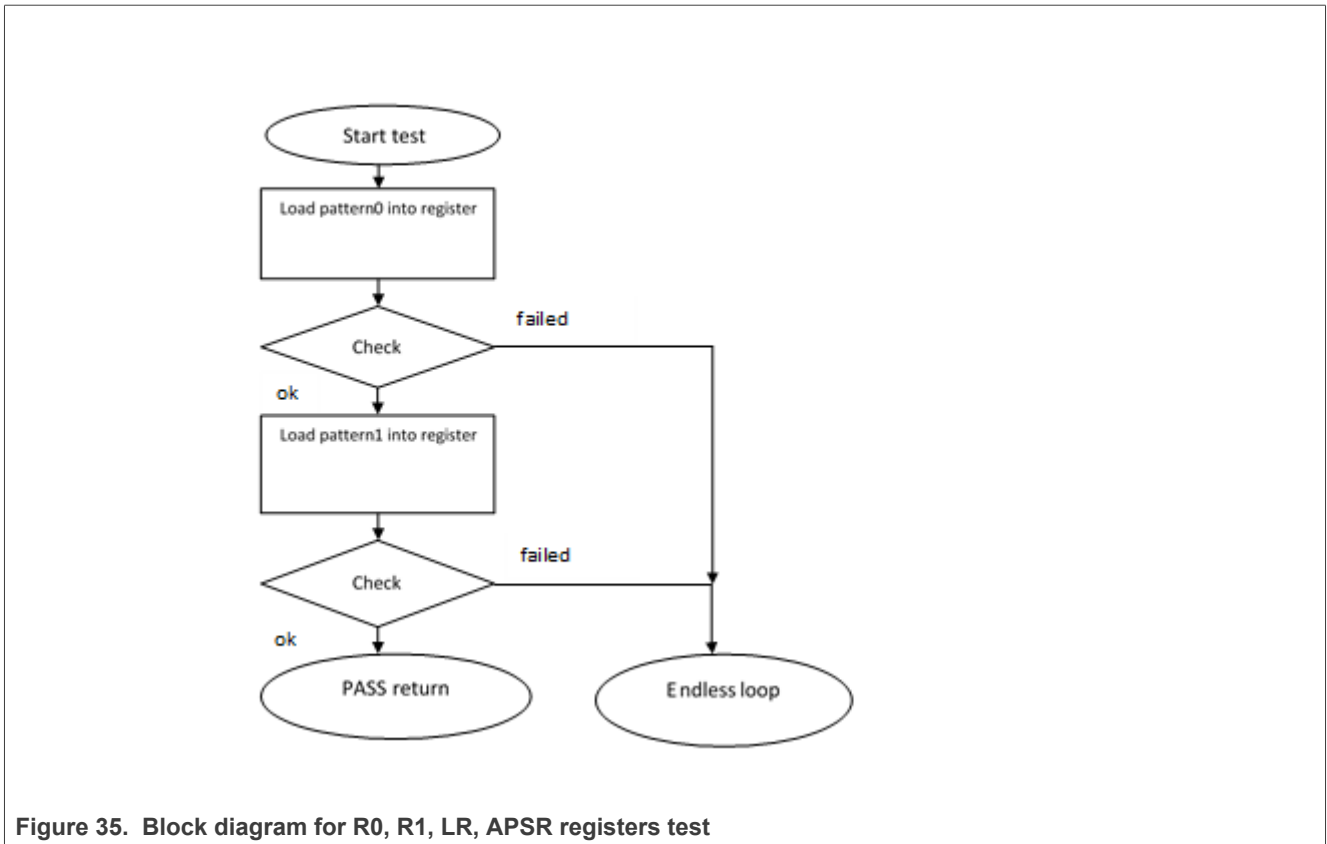 Start test
Load pattern0 into register
failed
Check
ok
Load pattern1 into register
failed
Check
ok
PASS return
Endless loop
Figure 35. Block diagram for R0, R1, LR, APSR registers test